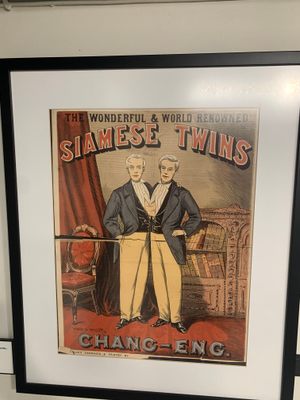 THE WONDERFUL & WORLD RENOWNED
SIAMESE TWINS
CHANG-ENG.